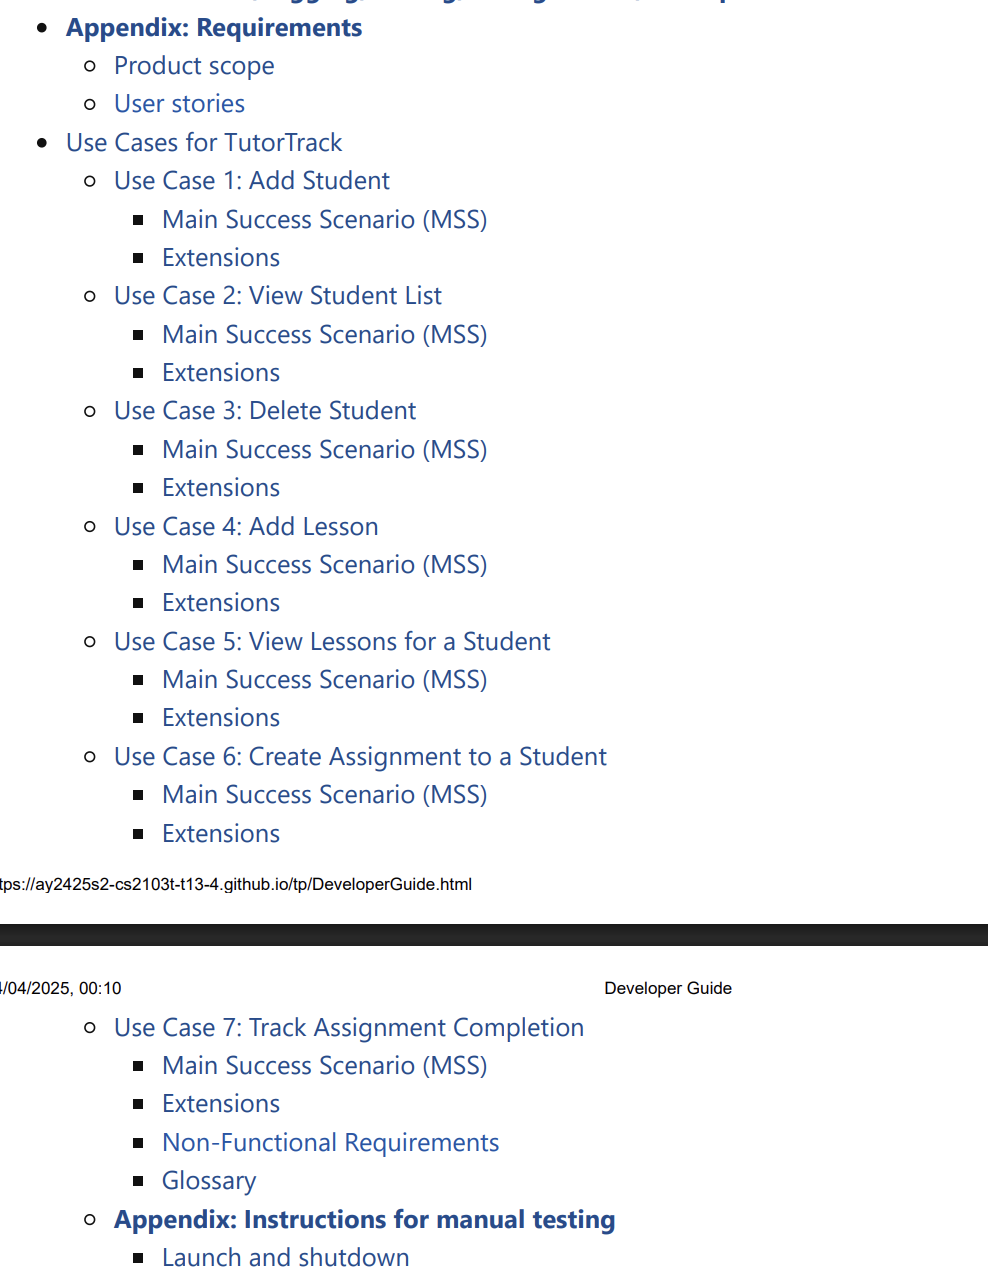 Appendix: Requirements
Product scope
User stories
Use Cases for TutorTrack
Use Case 1: Add Student
Main Success Scenario (MSS)
Extensions
Use Case 2: View Student List
Main Success Scenario (MSS)
Extensions
Use Case 3: Delete Student
Main Success Scenario (MSS)
Extensions
Use Case 4: Add Lesson
Main Success Scenario (MSS)
Extensions
Use Case 5: View Lessons for a Student
Main Success Scenario (MSS)
Extensions
Use Case 6: Create Assignment to a Student
Main Success Scenario (MSS)
Extensions
tps://ay2425s2-cs2103t-t13-4.github.io/tp/DeveloperGuide.html
/04/2025, 00:10 Developer Guide
Use Case 7: Track Assignment Completion
Main Success Scenario (MSS)
Extensions
Non-Functional Requirements
Glossary
Appendix: Instructions for manual testing
Launch and shutdown